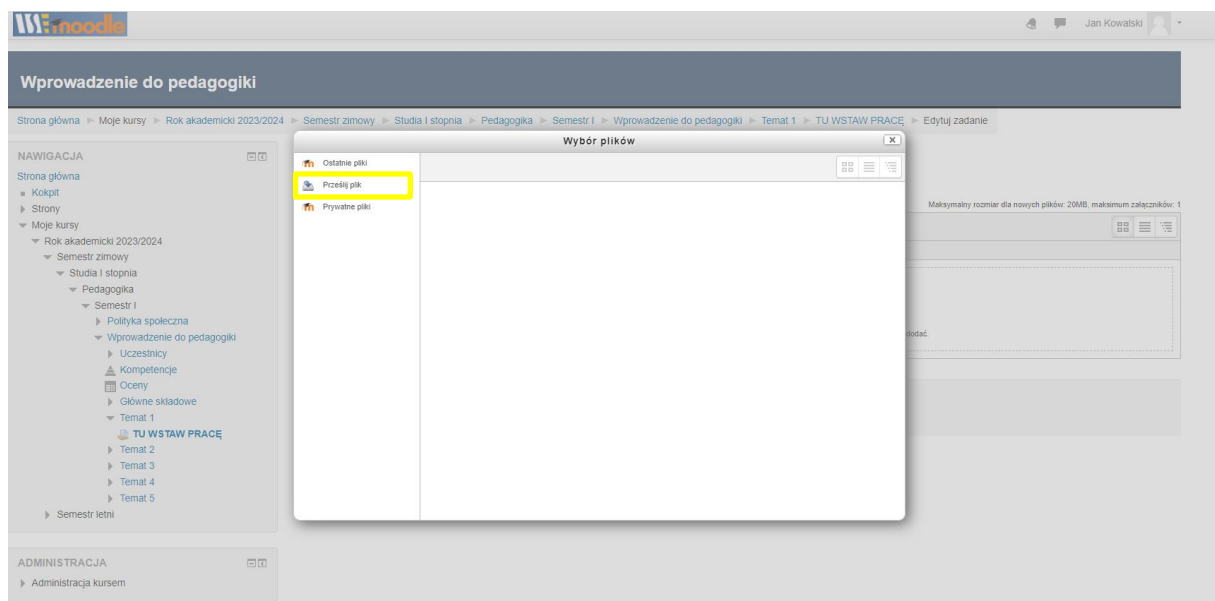 WSE moodle
Jan Kowalski
Wprowadzenie do pedagogiki
Strona główna Moje kursy Rok akademicki 2023/2024 Semestr zimowy Studia I stopnia Pedagogika Semestr I Wprowadzenie do pedagogiki Temat 1 TU WSTAW PRACĘ Edytuj zadanie
NAWIGACJA
Strona główna
Kokpit
Strony
Moje kursy
Rok akademicki 2023/2024
Semestr zimowy
Studia I stopnia
Pedagogika
Semestr I
Polityka społeczna
Wprowadzenie do pedagogiki
Uczestnicy
Kompetencje
Oceny
Główne składowe
Temat 1
TU WSTAW PRACĘ
Temat 2
Temat 3
Temat 4
Temat 5
Semestr letni
ADMINISTRACJA
Administracja kursem
Wybór plików
Ostatnie pliki
Prześlij plik
Prywatne pliki
Maksymalny rozmiar dla nowych plików: 20MB, maksimum załączników: 1
dodać.